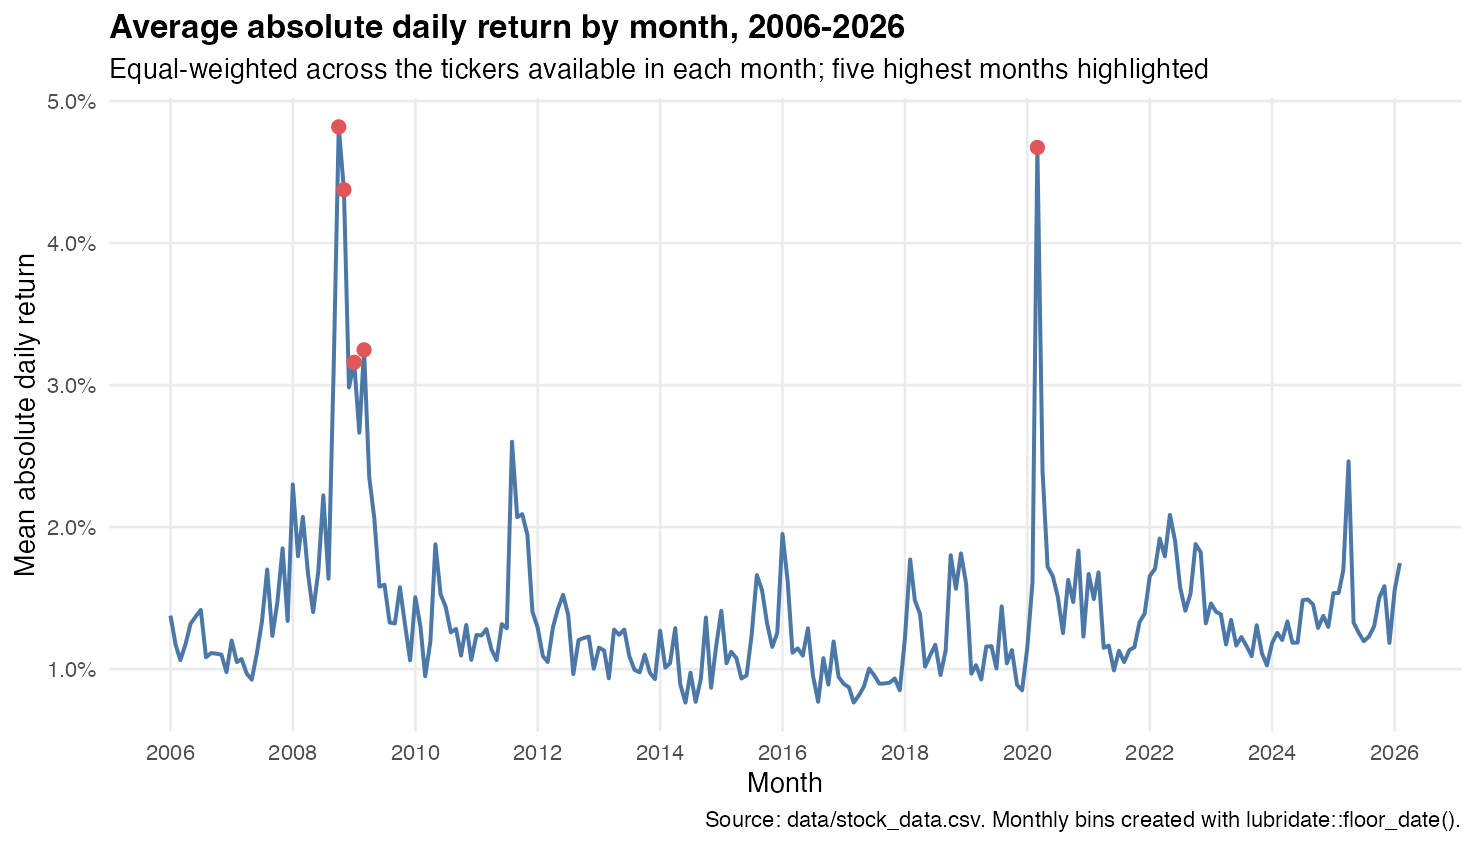 Average absolute daily return by month, 2006-2026
Equal-weighted across the tickers available in each month; five highest months highlighted
5.0%
4.0%
3.0%
2.0%
1.0%
Mean absolute daily return
2006 2008 2010 2012 2014 2016 2018 2020 2022 2024 2026
Month
Source: data/stock_data.csv. Monthly bins created with lubridate::floor_date().